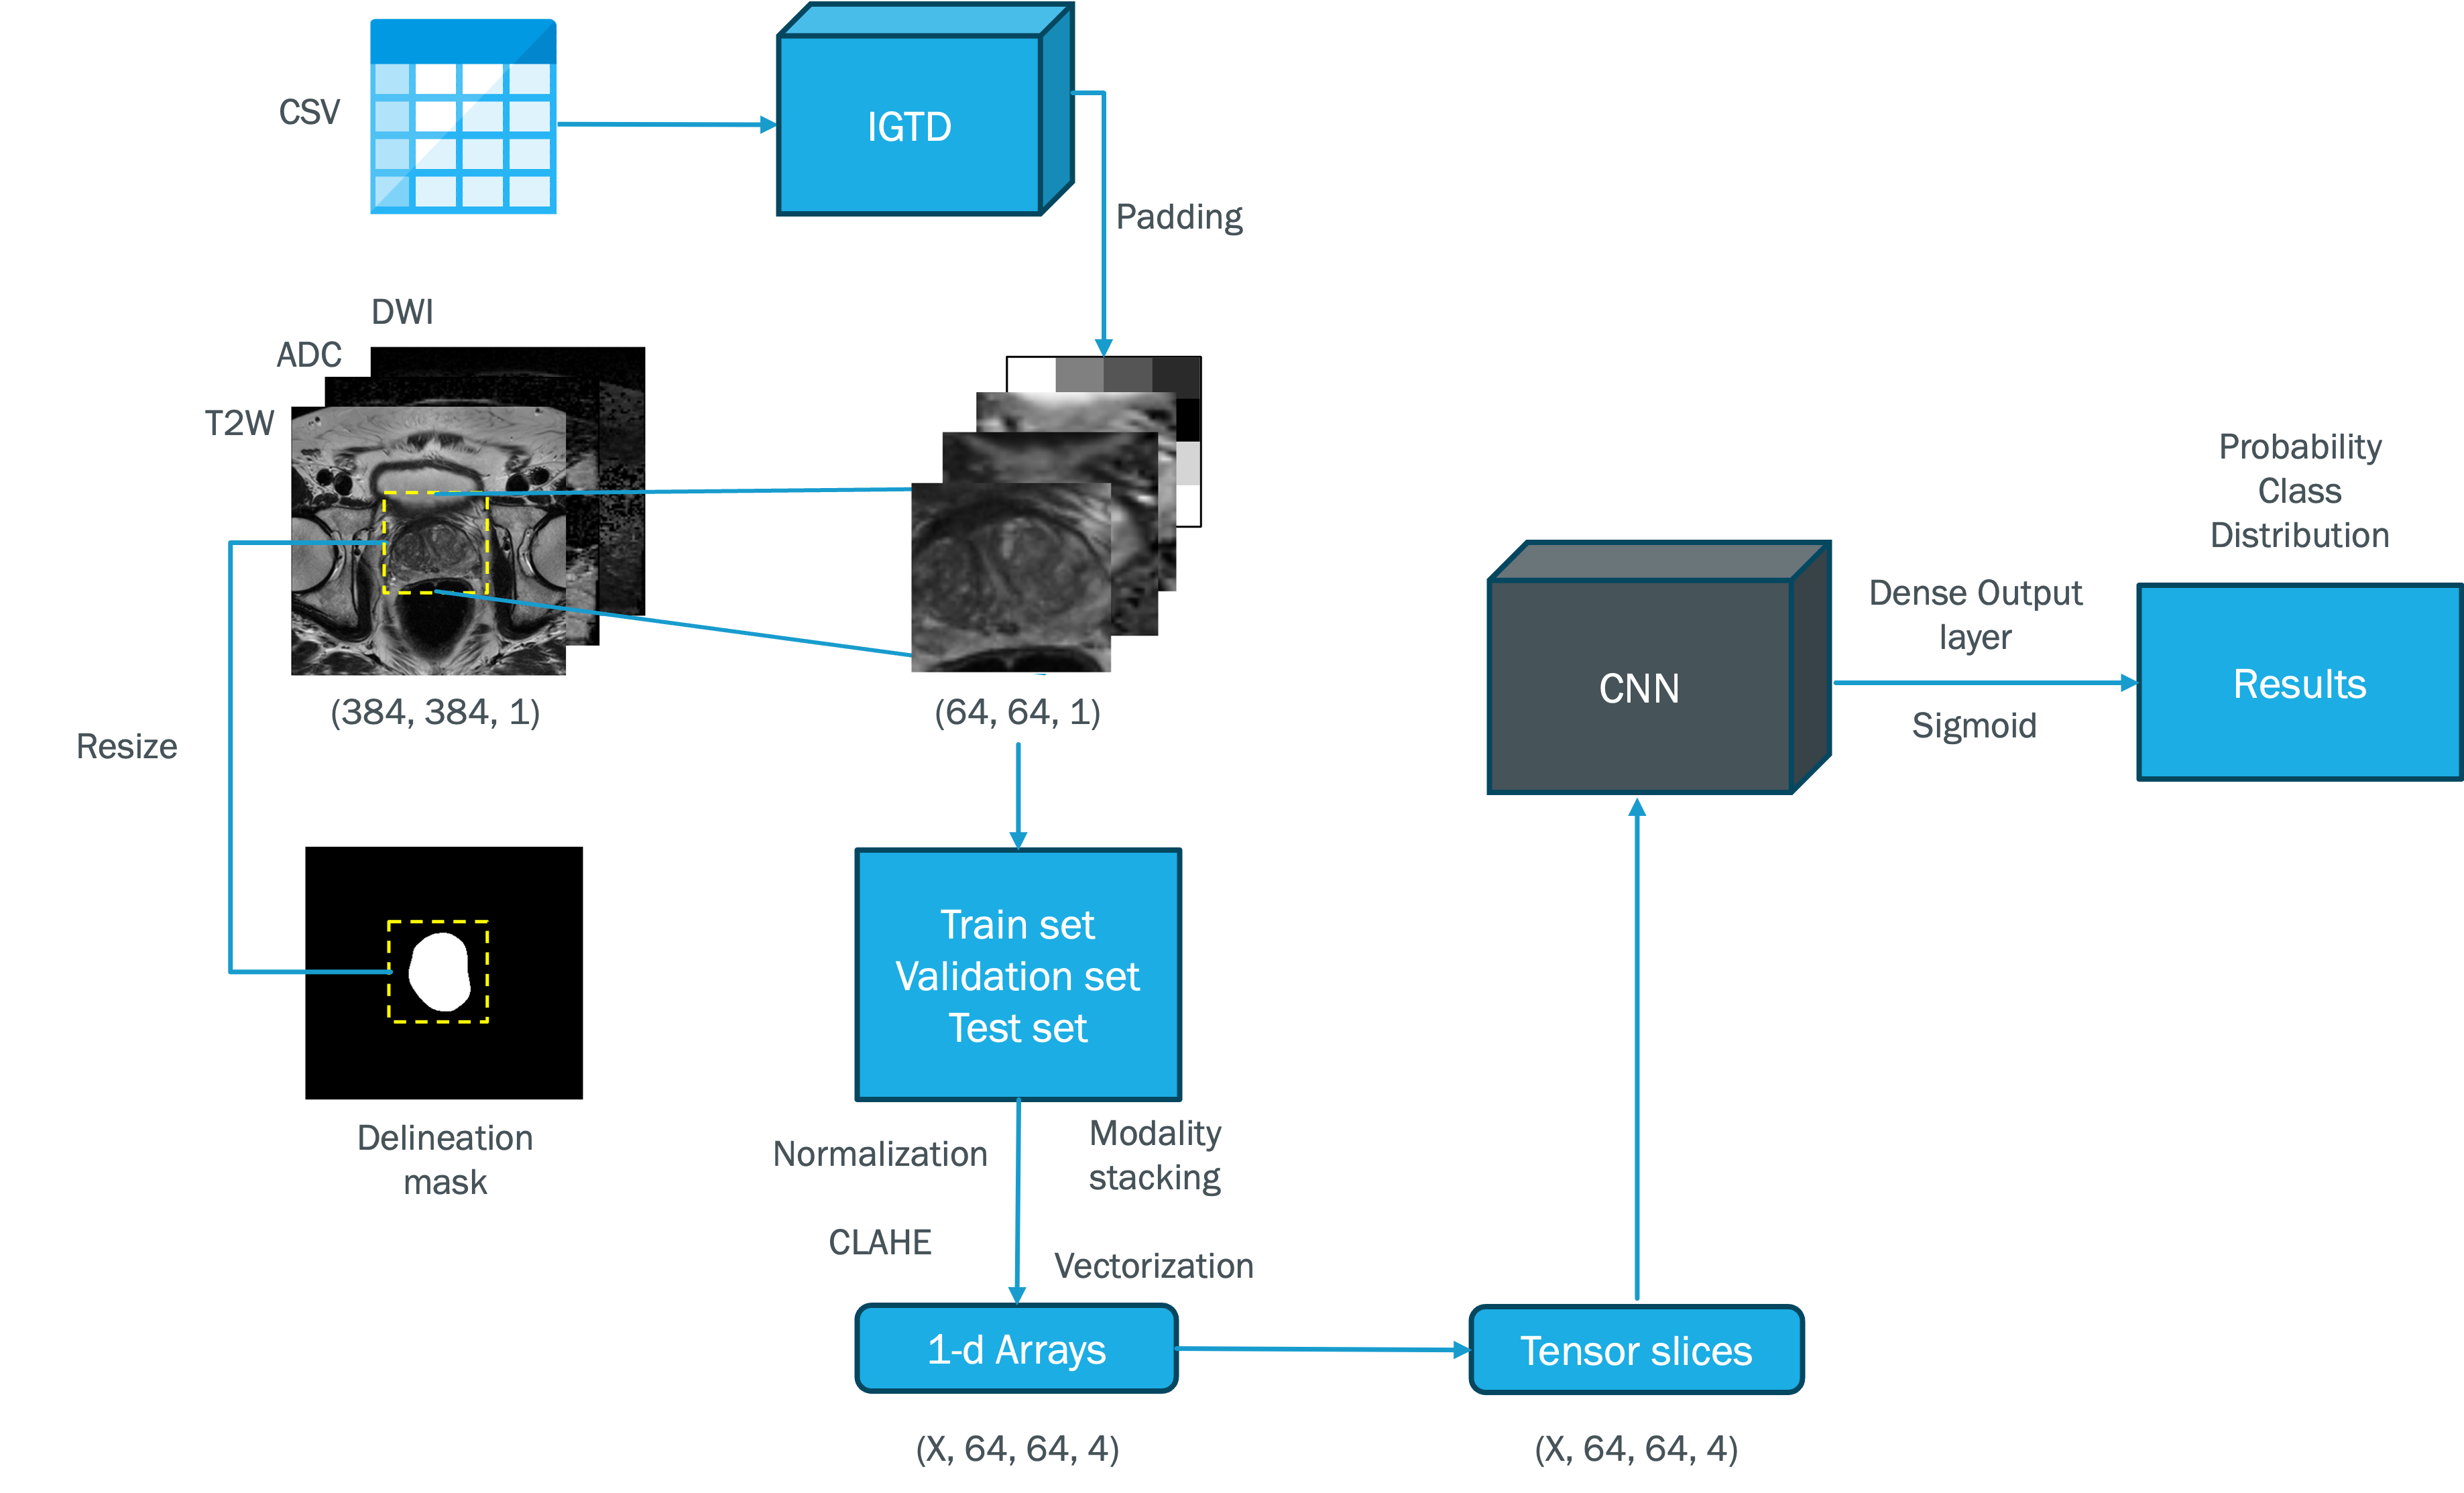 CSV
IGTD
Padding
DWI
ADC
T2W
(384, 384, 1)
(64, 64, 1)
Resize
Delineation
mask
Train set
Validation set
Test set
Normalization
Modality
stacking
CLAHE
Vectorization
1-d Arrays
(X, 64, 64, 4)
Tensor slices
(X, 64, 64, 4)
CNN
Dense Output
layer
Sigmoid
Probability
Class
Distribution
Results